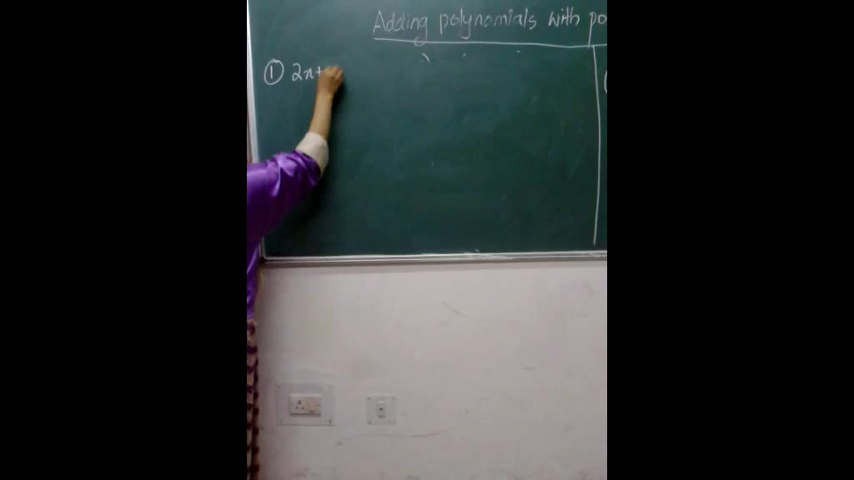 Adding polynomials with po
① 2x+